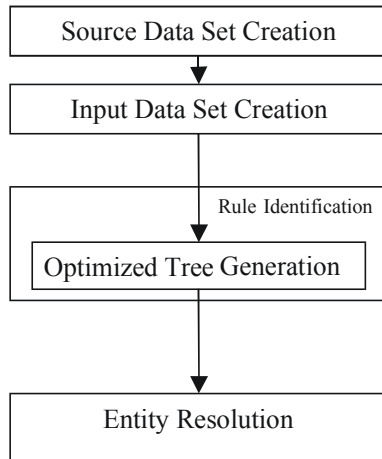 Source Data Set Creation
Input Data Set Creation
Rule Identification
Optimized Tree Generation
Entity Resolution